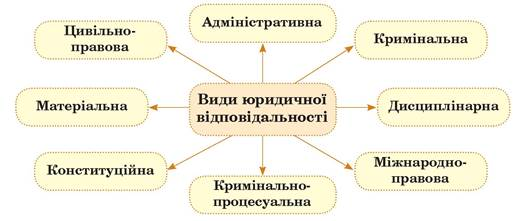 Адміністративна
Цивільно-
правова
Кримінальна
Матеріальна
Види юридичної
відповідальності
Дисциплінарна
Конституційна
Кримінально-
процесуальна
Міжнародно-
правова